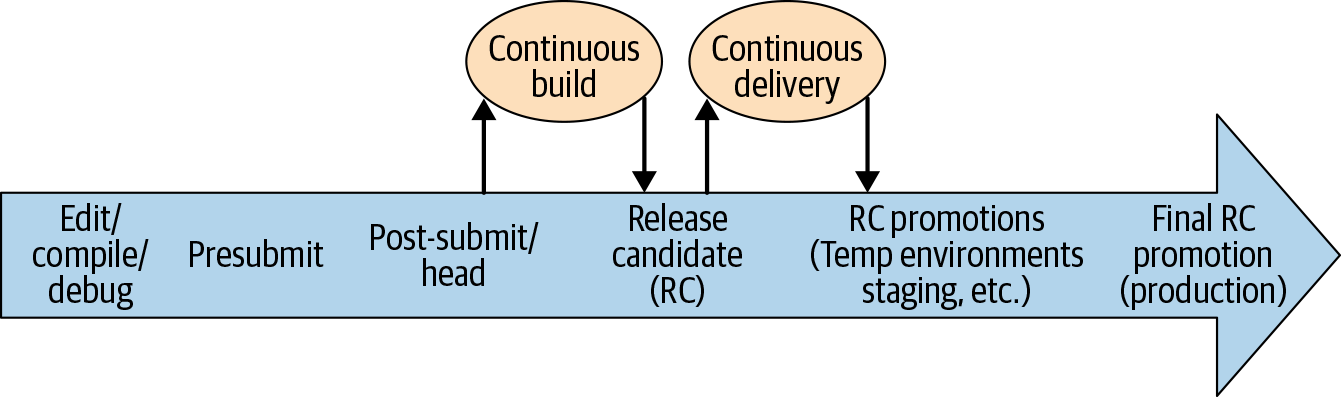 Continuous
build
Continuous
delivery
Edit/
compile/
debug
Presubmit
Post-submit/
head
Release
candidate
(RC)
RC promotions
(Temp environments
staging, etc.)
Final RC
promotion
(production)